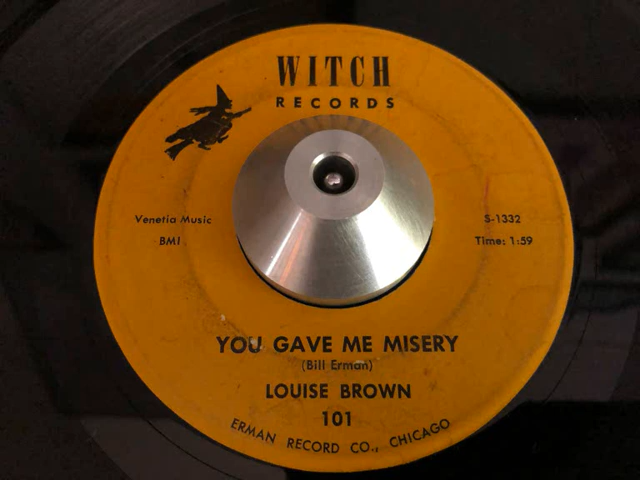 WITCH
RECORDS
Venetia Music
BMI
S-1332
Time: 1:59
YOU GAVE ME MISERY
(Bill Erman)
LOUISE BROWN
101
ERMAN RECORD CO., CHICAGO